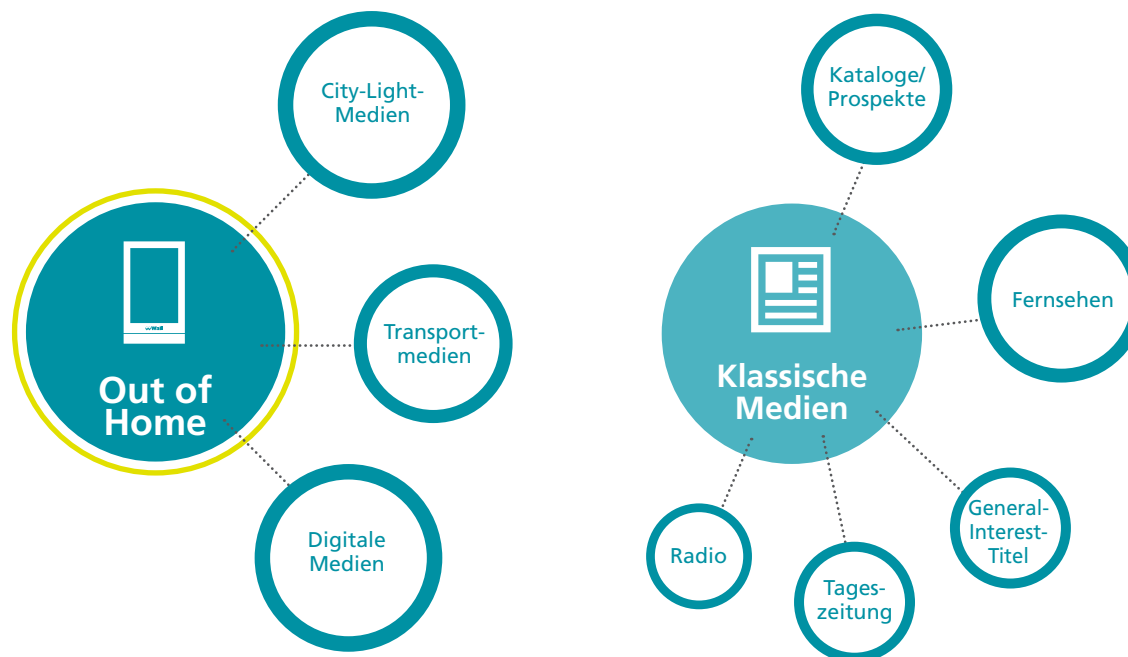 City-Light-
Medien
Wall
Out of
Home
Transport-
medien
Digitale
Medien
Kataloge/
Prospekte
Klassische
Medien
Fernsehen
General-
Interest-
Titel
Radio
Tages-
zeitung